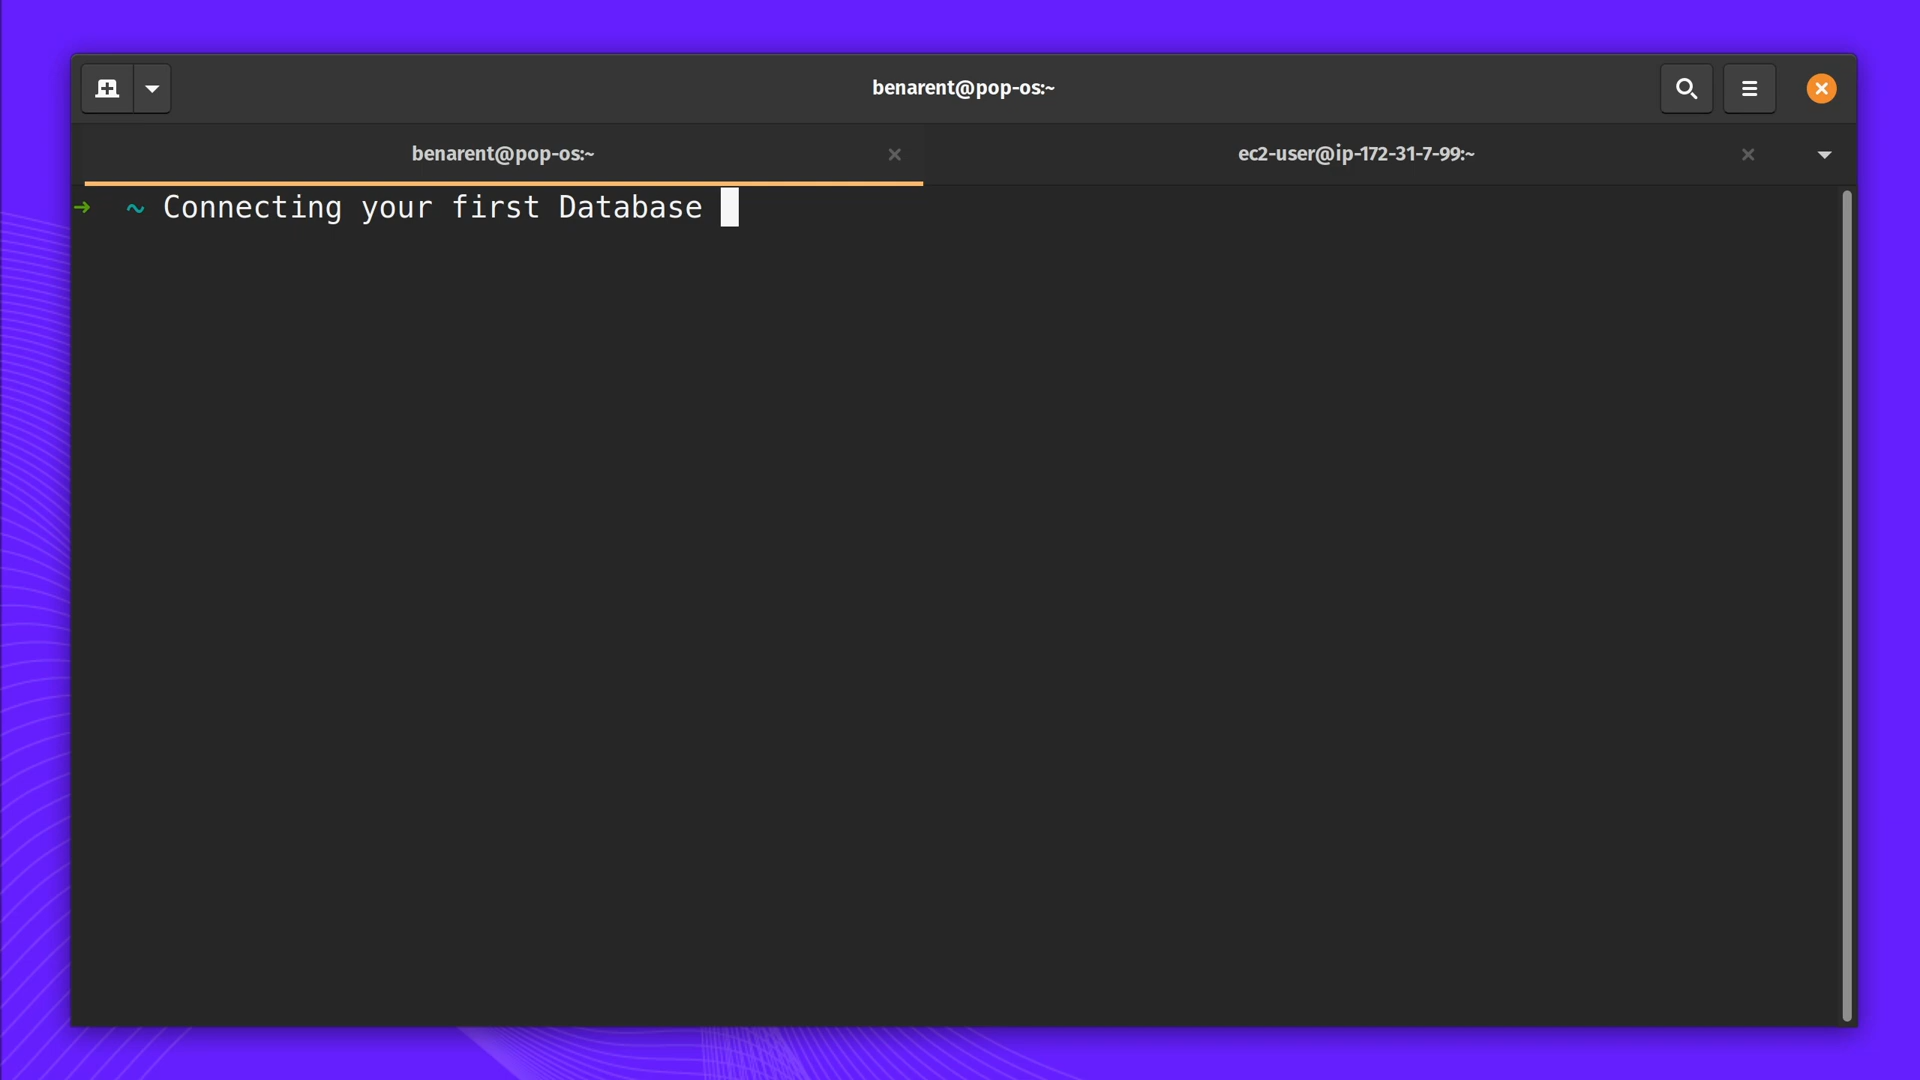 benarent@pop-os:~
benarent@pop-os:~
ec2-user@ip-172-31-7-99:~
➜ ~ Connecting your first Database